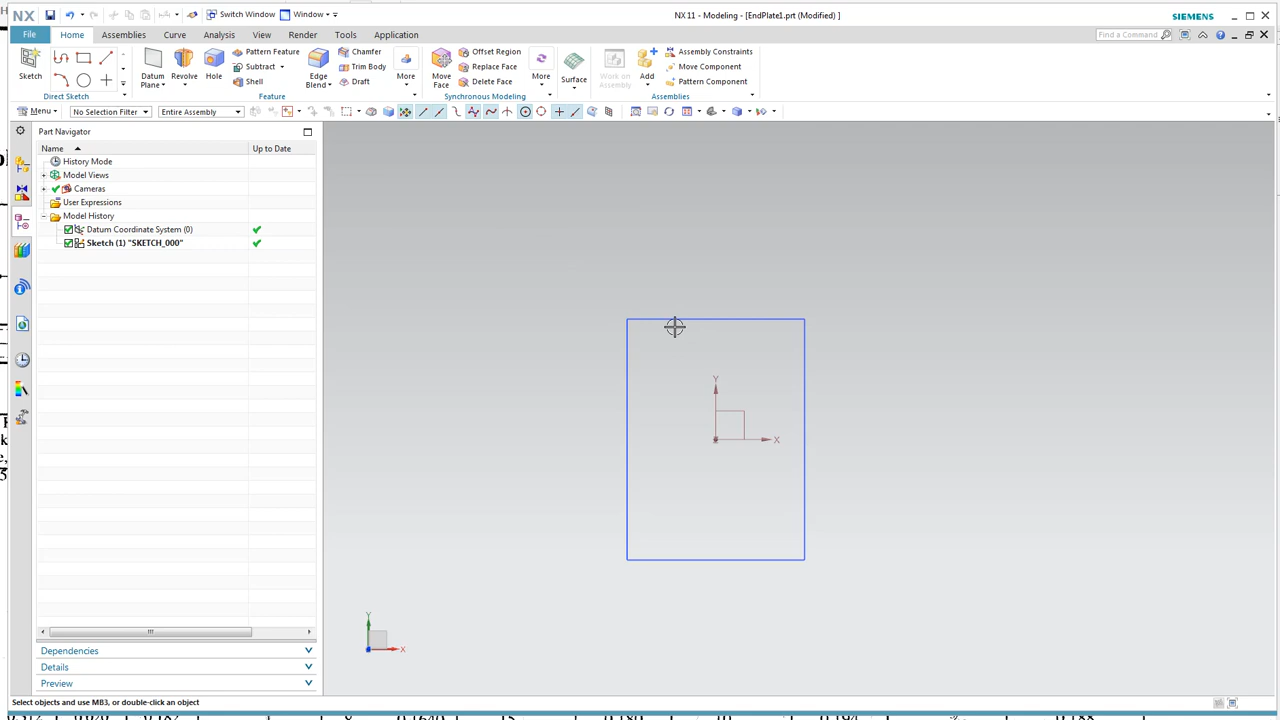 NX
Switch Window
Window
NX 11 - Modeling - [EndPlate1.prt (Modified) ]
SIEMENS
File
Home
Assemblies
Curve
Analysis
View
Render
Tools
Application
Find a Command
Sketch
Direct Sketch
Datum Plane
Revolve
Hole
Pattern Feature
Subtract
Shell
Edge Blend
Chamfer
Trim Body
Draft
More
Feature
Move Face
Offset Region
Replace Face
Delete Face
More
Synchronous Modeling
Surface
Work on Assembly
Add
Assembly Constraints
Move Component
Pattern Component
Assemblies
Menu
No Selection Filter
Entire Assembly
Part Navigator
Name
Up to Date
History Mode
Model Views
Cameras
User Expressions
Model History
Datum Coordinate System (0)
Sketch (1) "SKETCH_000"
Y
X
Y
X
Dependencies
Details
Preview
Select objects and use MB3, or double-click an object